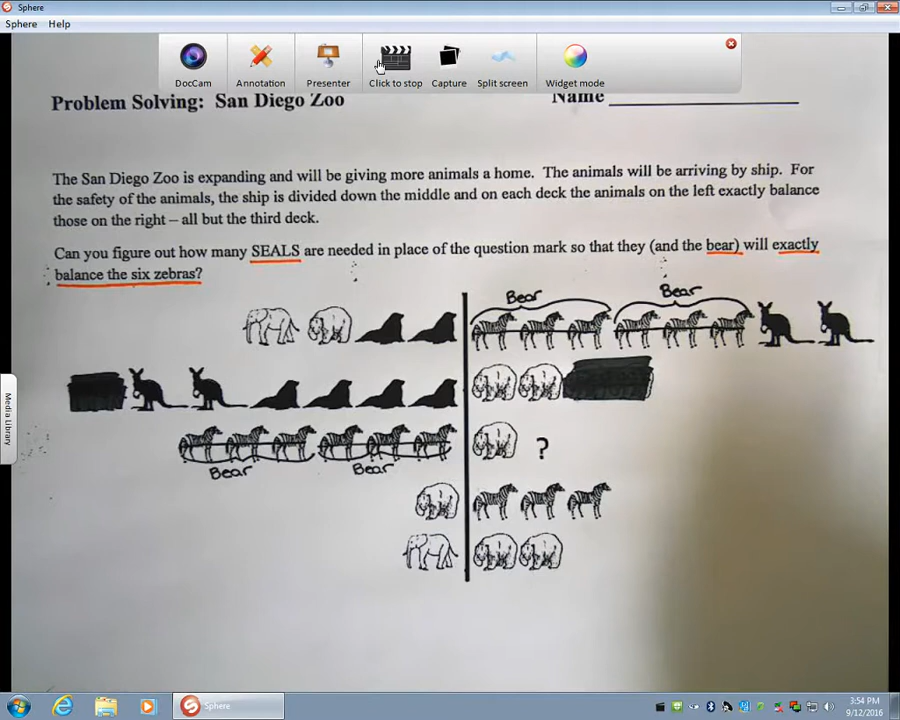 Sphere
Sphere Help
DocCam Annotation Presenter Click to stop Capture Split screen Widget mode
Problem Solving: San Diego Zoo Name
The San Diego Zoo is expanding and will be giving more animals a home. The animals will be arriving by ship. For
the safety of the animals, the ship is divided down the middle and on each deck the animals on the left exactly balance
those on the right – all but the third deck.
Can you figure out how many SEALS are needed in place of the question mark so that they (and the bear) will exactly
balance the six zebras?
Bear Bear
Media Library
?
Bear Bear
Sphere
3:54 PM
9/12/2016